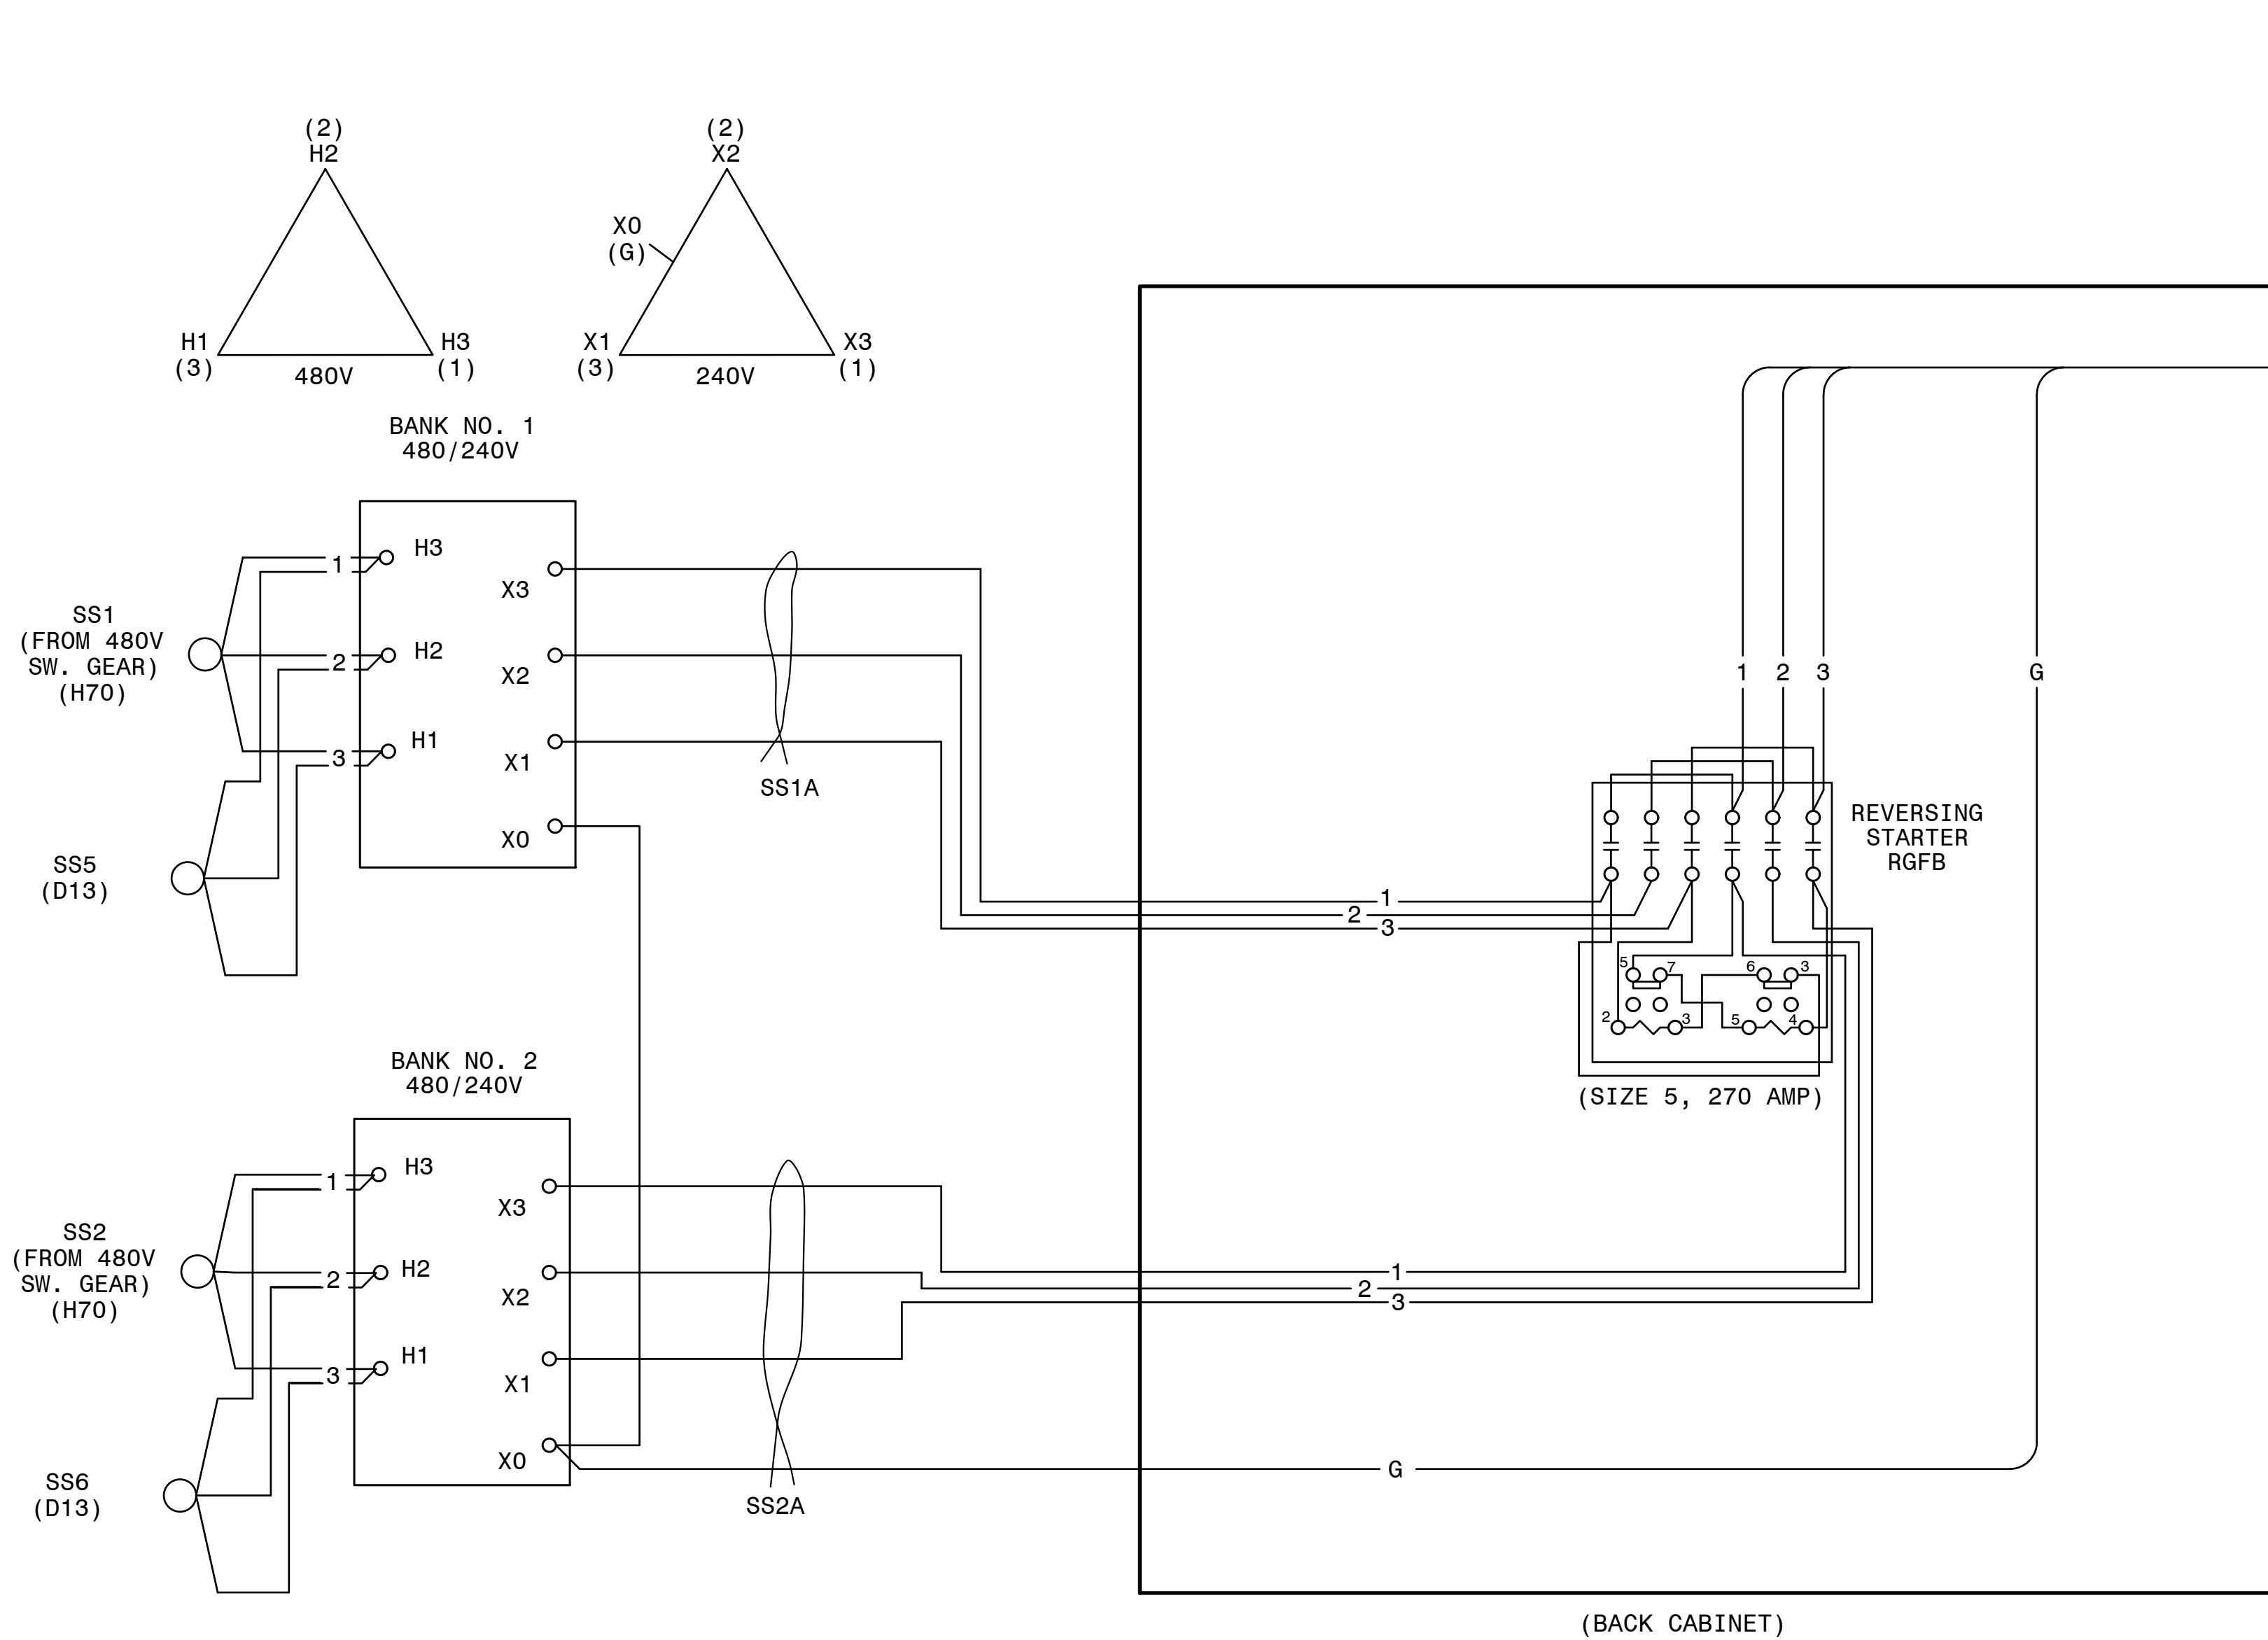 (2)
H2
(2)
X2
X0
(G)
H1
(3)
H3
(1)
480V
X1
(3)
X3
(1)
240V
BANK NO. 1
480/240V
H3
1
X3
SS1
(FROM 480V
SW. GEAR)
(H70)
H2
2
X2
H1
3
X1
SS1A
X0
SS5
(D13)
1
2
3
G
REVERSING
STARTER
RGFB
1
2
3
5
7
6
3
2
3
5
4
(SIZE 5, 270 AMP)
BANK NO. 2
480/240V
H3
1
X3
SS2
(FROM 480V
SW. GEAR)
(H70)
H2
2
X2
H1
3
X1
X0
SS6
(D13)
SS2A
1
2
3
G
(BACK CABINET)